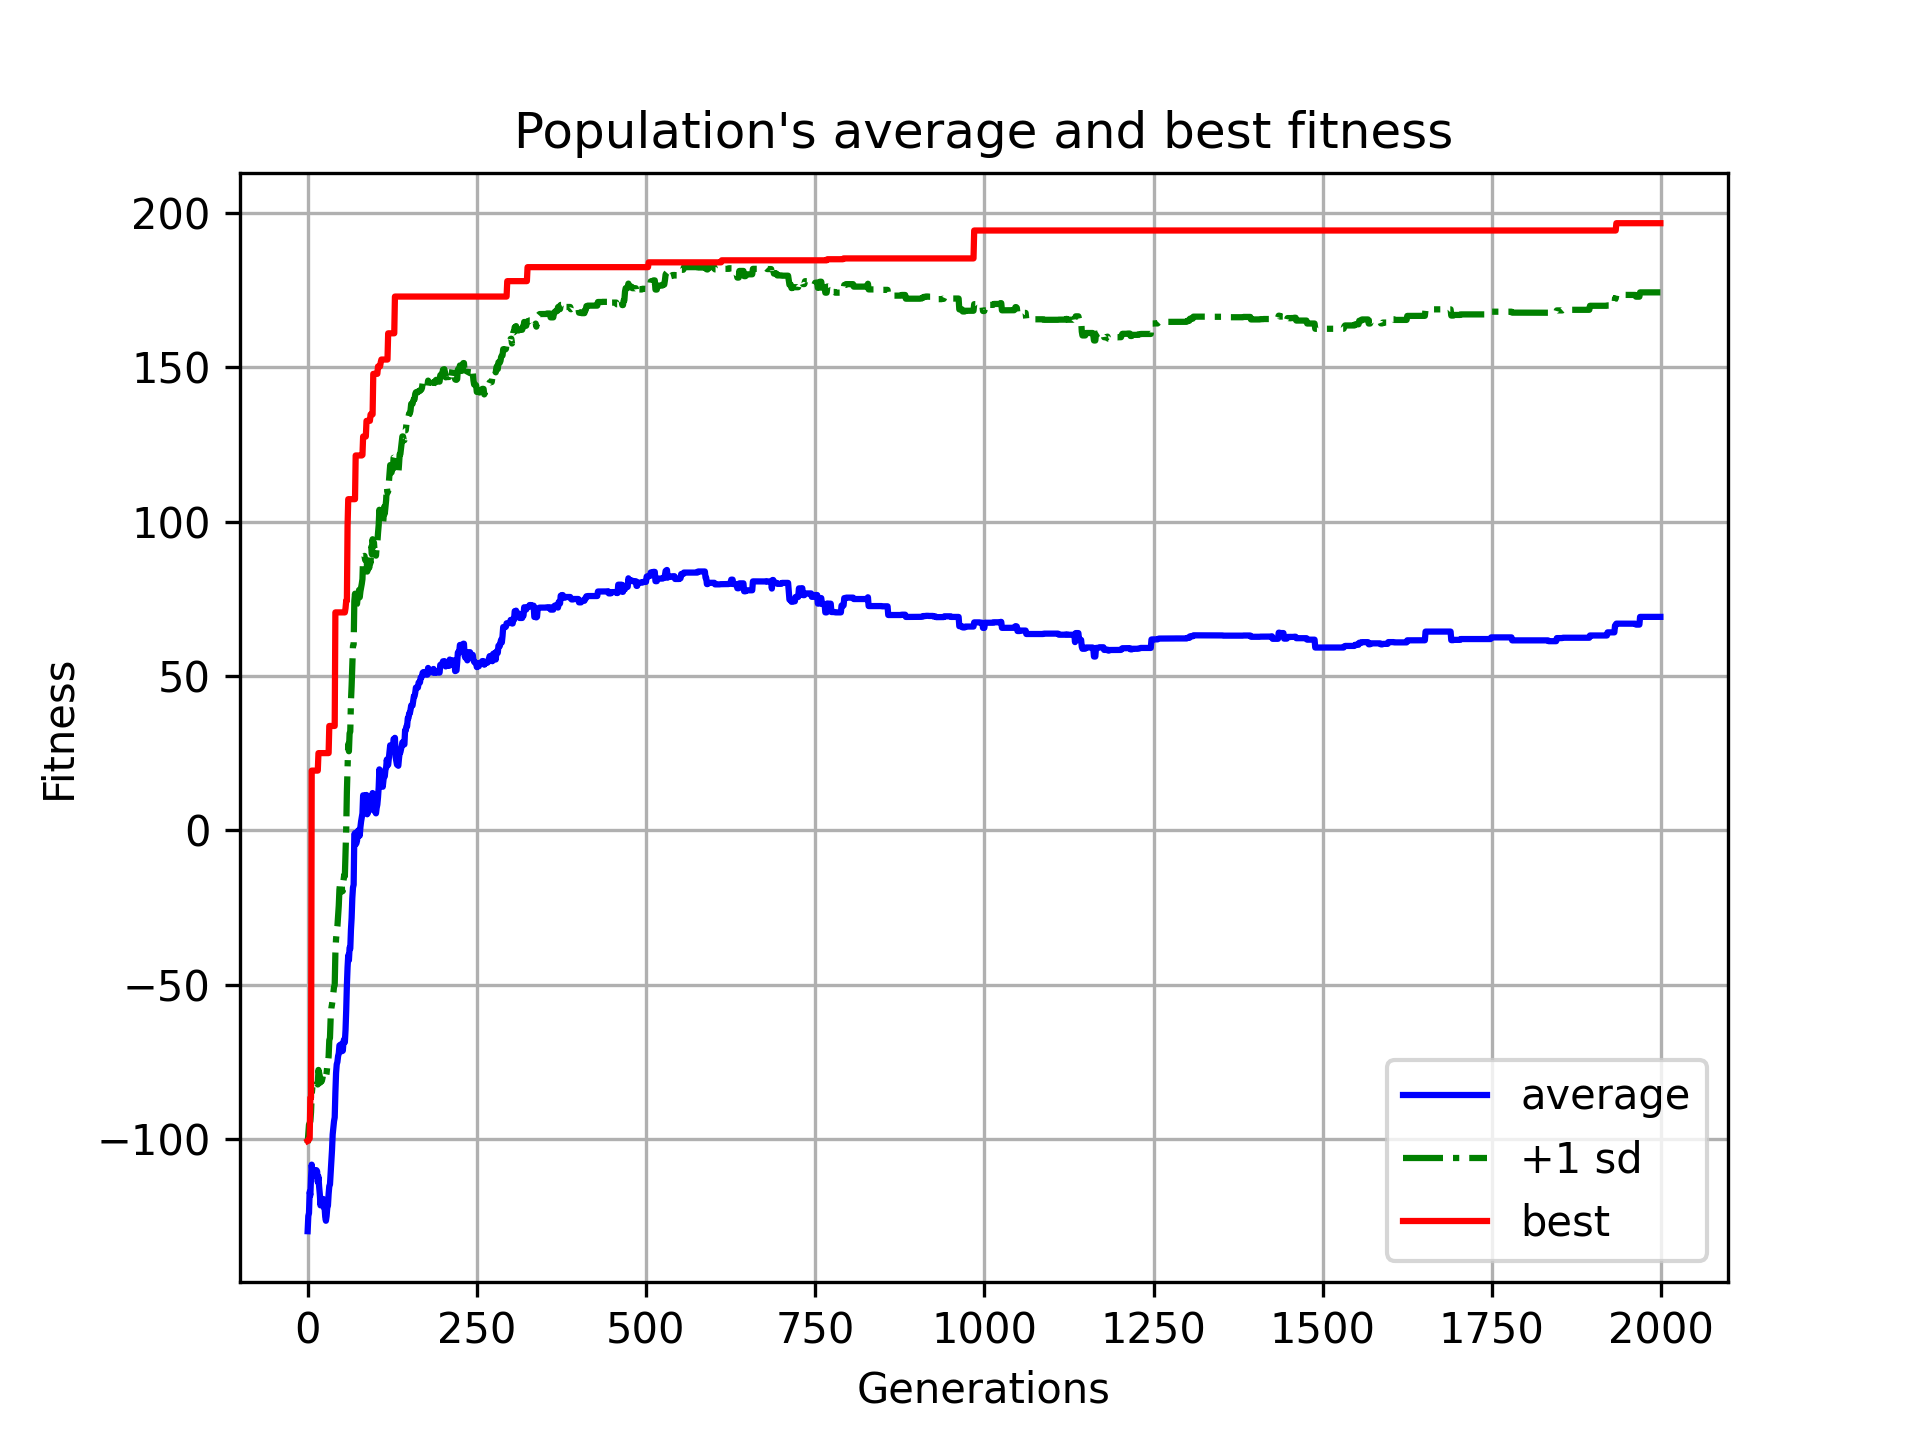 Population's average and best fitness
Fitness
200
150
100
50
0
−50
−100
0 250 500 750 1000 1250 1500 1750 2000
Generations
average
+1 sd
best